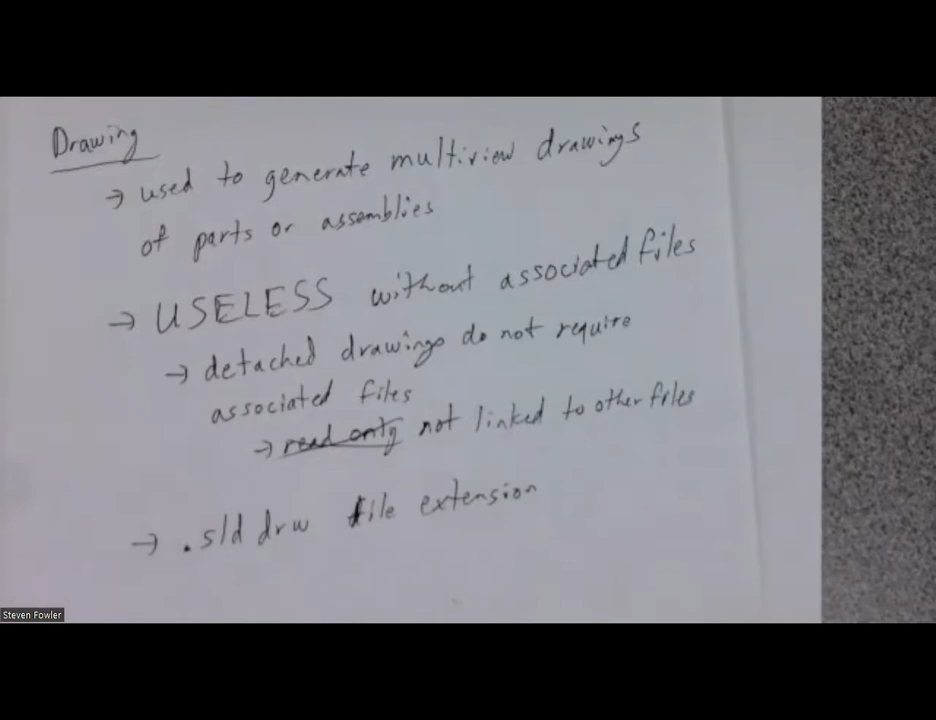 Drawing
→ used to generate multiview drawings
of parts or assemblies
→ USELESS without associated files
→ detached drawings do not require
associated files
→ read only not linked to other files
→ .slddrw file extension
Steven Fowler